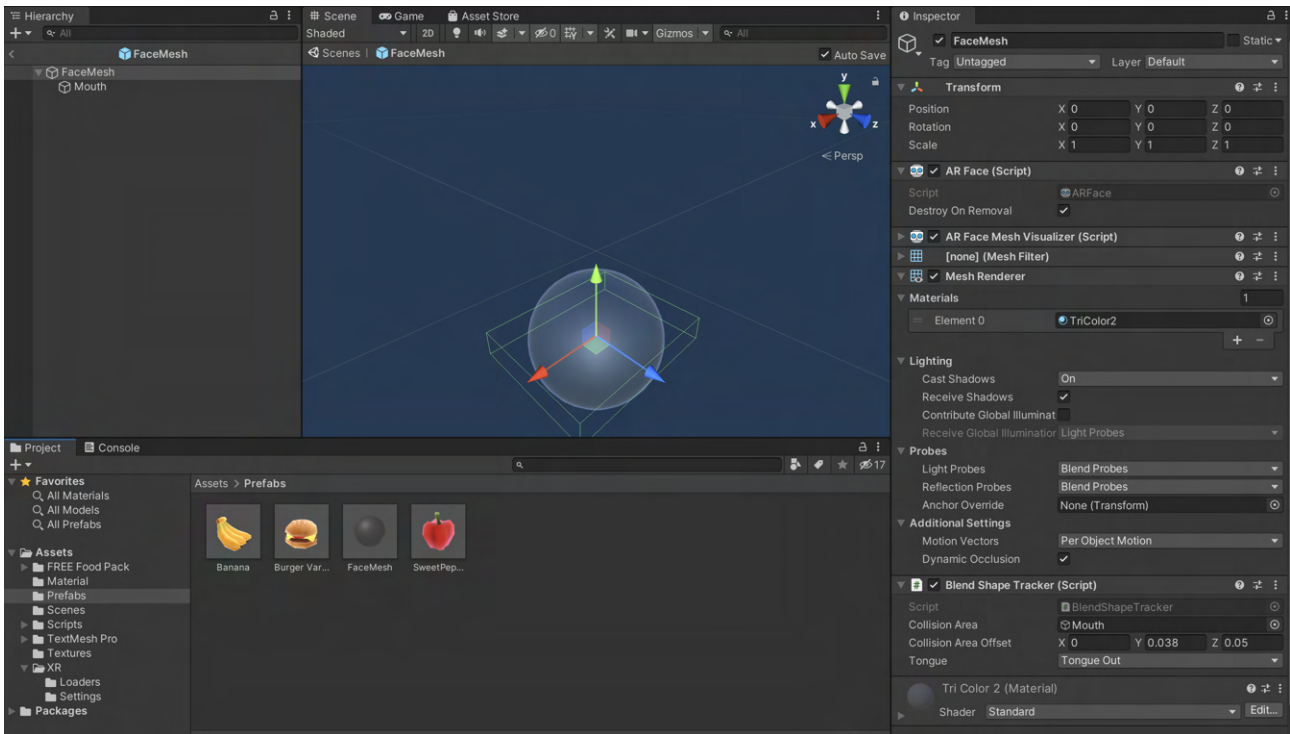 Hierarchy
All
FaceMesh
FaceMesh
Mouth
Scene Game Asset Store
Shaded 2D 0 Gizmos All
Scenes | FaceMesh Auto Save
y
x z
Persp
Inspector
FaceMesh Static
Tag Untagged Layer Default
Transform
Position X 0 Y 0 Z 0
Rotation X 0 Y 0 Z 0
Scale X 1 Y 1 Z 1
AR Face (Script)
Script ARFace
Destroy On Removal
AR Face Mesh Visualizer (Script)
[none] (Mesh Filter)
Mesh Renderer
Materials 1
Element 0 TriColor2
+ -
Lighting
Cast Shadows On
Receive Shadows
Contribute Global Illuminat
Receive Global Illumination Light Probes
Probes
Light Probes Blend Probes
Reflection Probes Blend Probes
Anchor Override None (Transform)
Additional Settings
Motion Vectors Per Object Motion
Dynamic Occlusion
Blend Shape Tracker (Script)
Script BlendShapeTracker
Collision Area Mouth
Collision Area Offset X 0 Y 0.038 Z 0.05
Tongue Tongue Out
Tri Color 2 (Material)
Shader Standard Edit...
Project Console
17
Favorites
All Materials
All Models
All Prefabs
Assets
FREE Food Pack
Material
Prefabs
Scenes
Scripts
TextMesh Pro
Textures
XR
Loaders
Settings
Packages
Assets > Prefabs
Banana Burger Var... FaceMesh SweetPep...